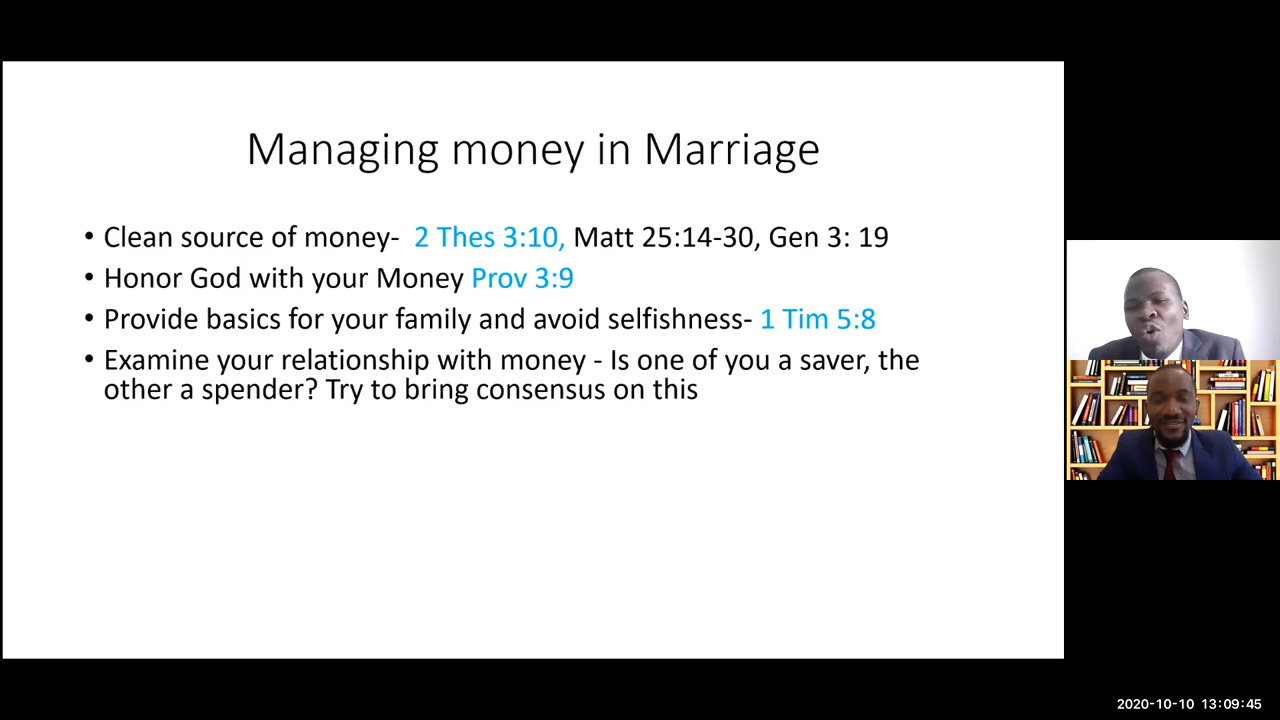 Managing money in Marriage
• Clean source of money-  2 Thes 3:10, Matt 25:14-30, Gen 3: 19
• Honor God with your Money Prov 3:9
• Provide basics for your family and avoid selfishness- 1 Tim 5:8
• Examine your relationship with money - Is one of you a saver, the
other a spender? Try to bring consensus on this
2020-10-10 13:09:45